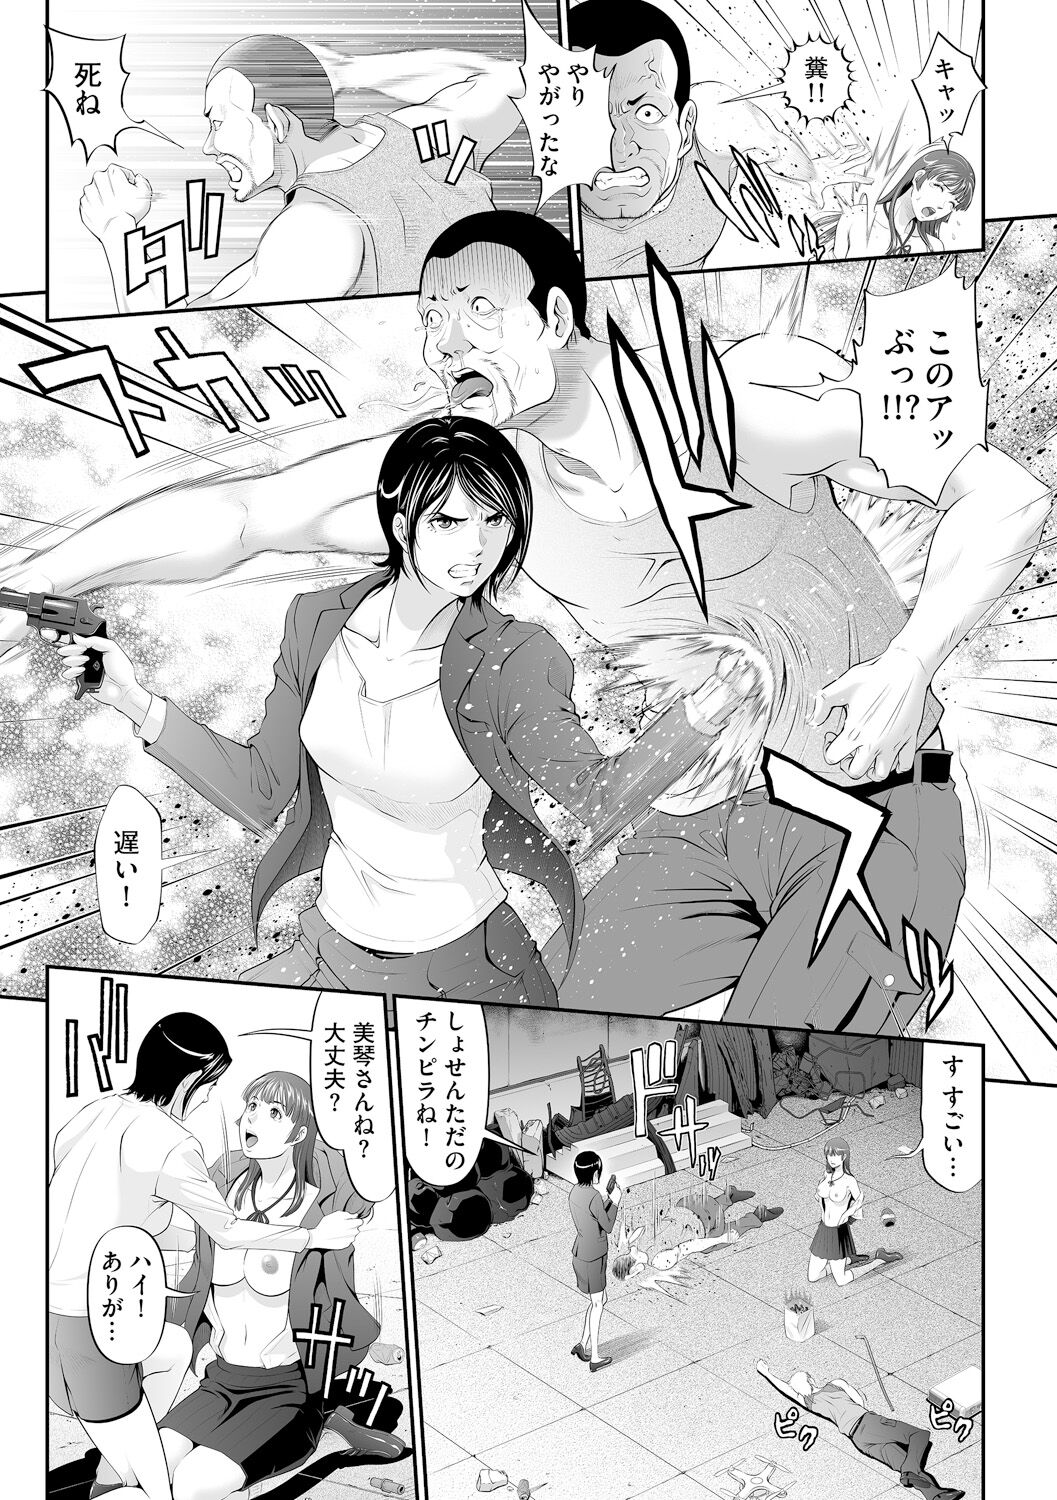 キャッ
糞!!
やり
やがったな
死ね
ダッ
このアッ
ぶっ!!?
ドスッ
ズカッ
遅い！
す すごい…
ドサッ
しょせんただの
チンピラね！
ピク
ピク
美琴さんね？
大丈夫？
ハイ！
ありが…